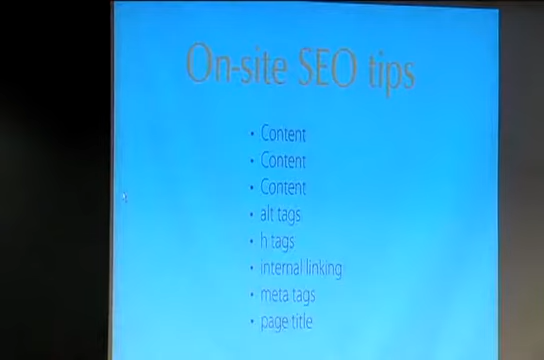 On-site SEO tips
• Content
• Content
• Content
• alt tags
• h tags
• internal linking
• meta tags
• page title